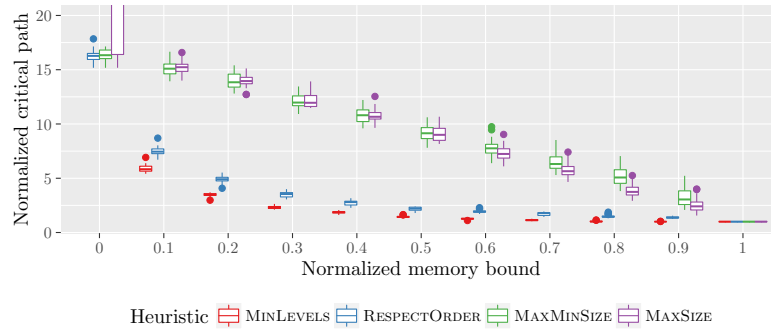 Normalized critical path
20
15
10
5
0
0 0.1 0.2 0.3 0.4 0.5 0.6 0.7 0.8 0.9 1
Normalized memory bound
Heuristic MINLEVELS RESPECTORDER MAXMINSIZE MAXSIZE